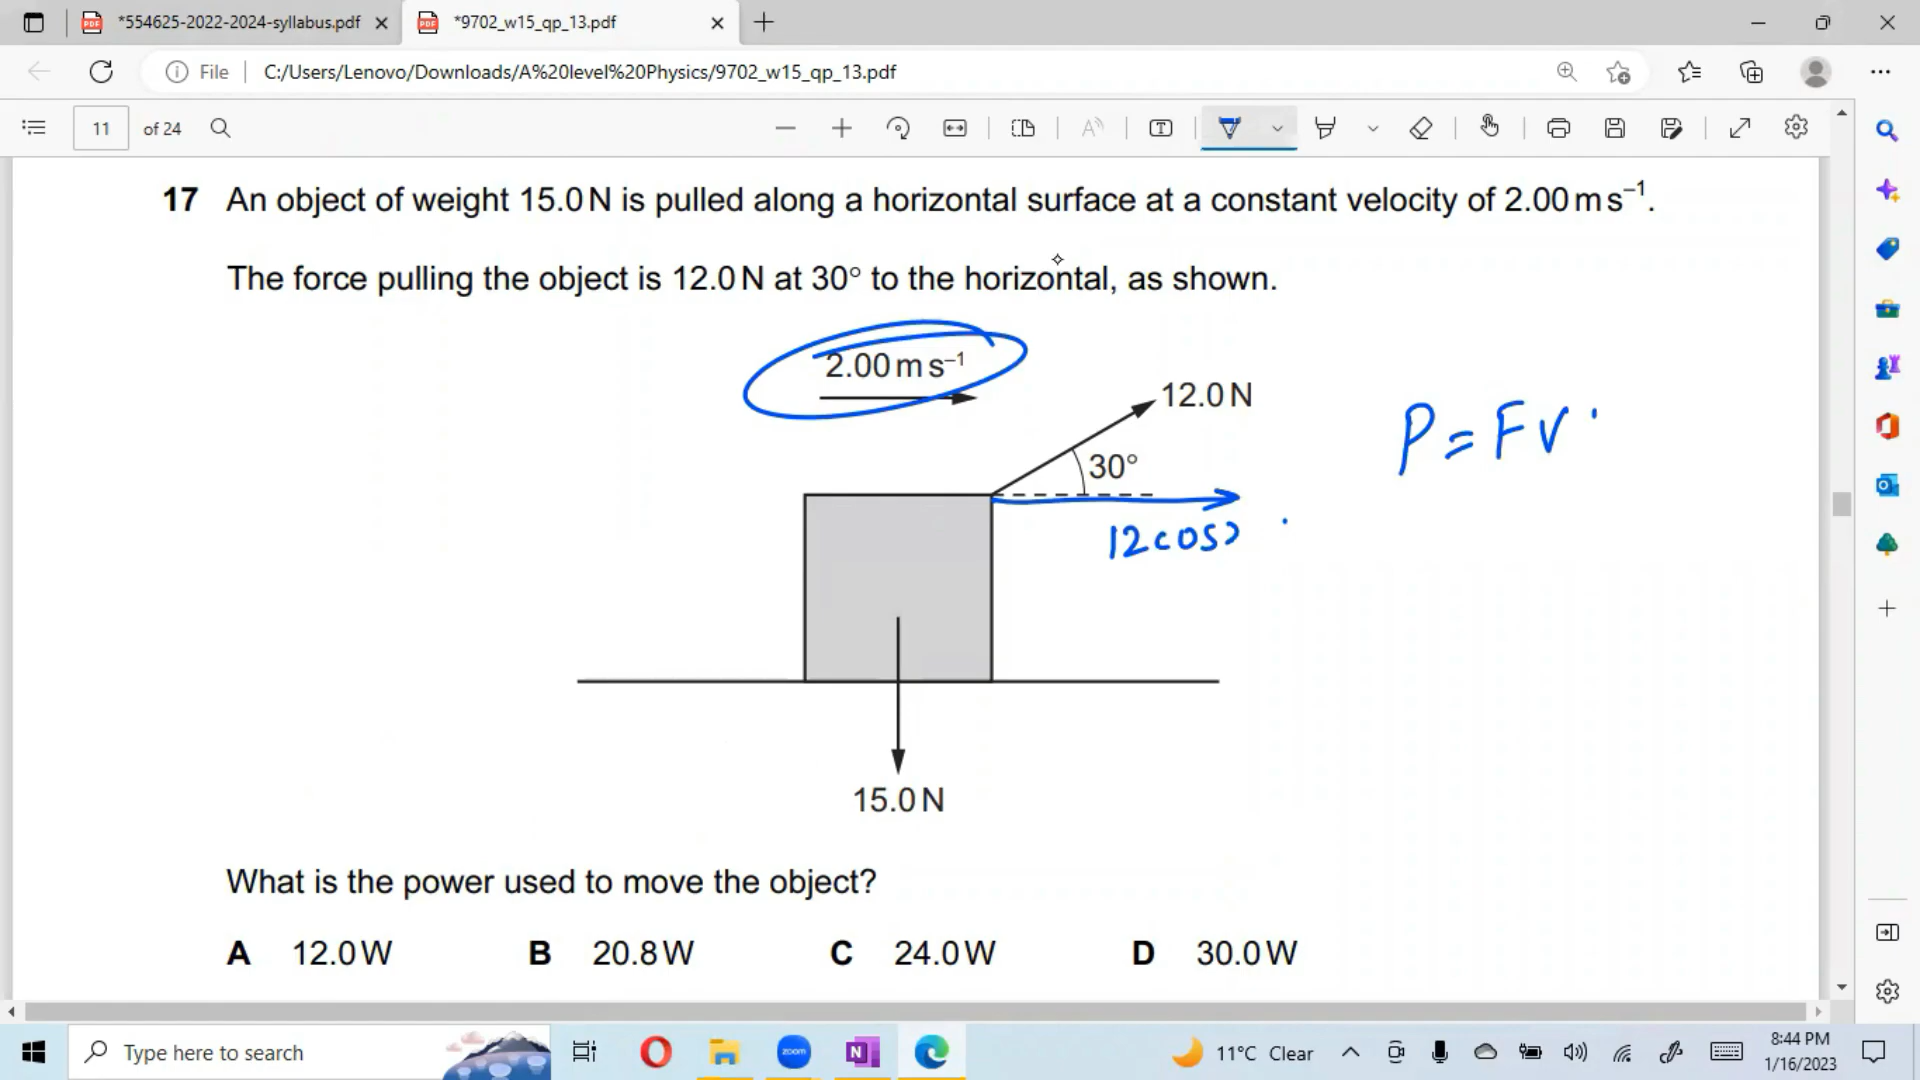 *554625-2022-2024-syllabus.pdf
*9702_w15_qp_13.pdf
File
C:/Users/Lenovo/Downloads/A%20level%20Physics/9702_w15_qp_13.pdf
11 of 24
17 An object of weight 15.0 N is pulled along a horizontal surface at a constant velocity of 2.00 m s⁻¹.
The force pulling the object is 12.0 N at 30° to the horizontal, as shown.
2.00 m s⁻¹
12.0 N
P = F v
30°
12 cos
15.0 N
What is the power used to move the object?
A 12.0 W B 20.8 W C 24.0 W D 30.0 W
Type here to search
zoom
N
11°C Clear
8:44 PM
1/16/2023